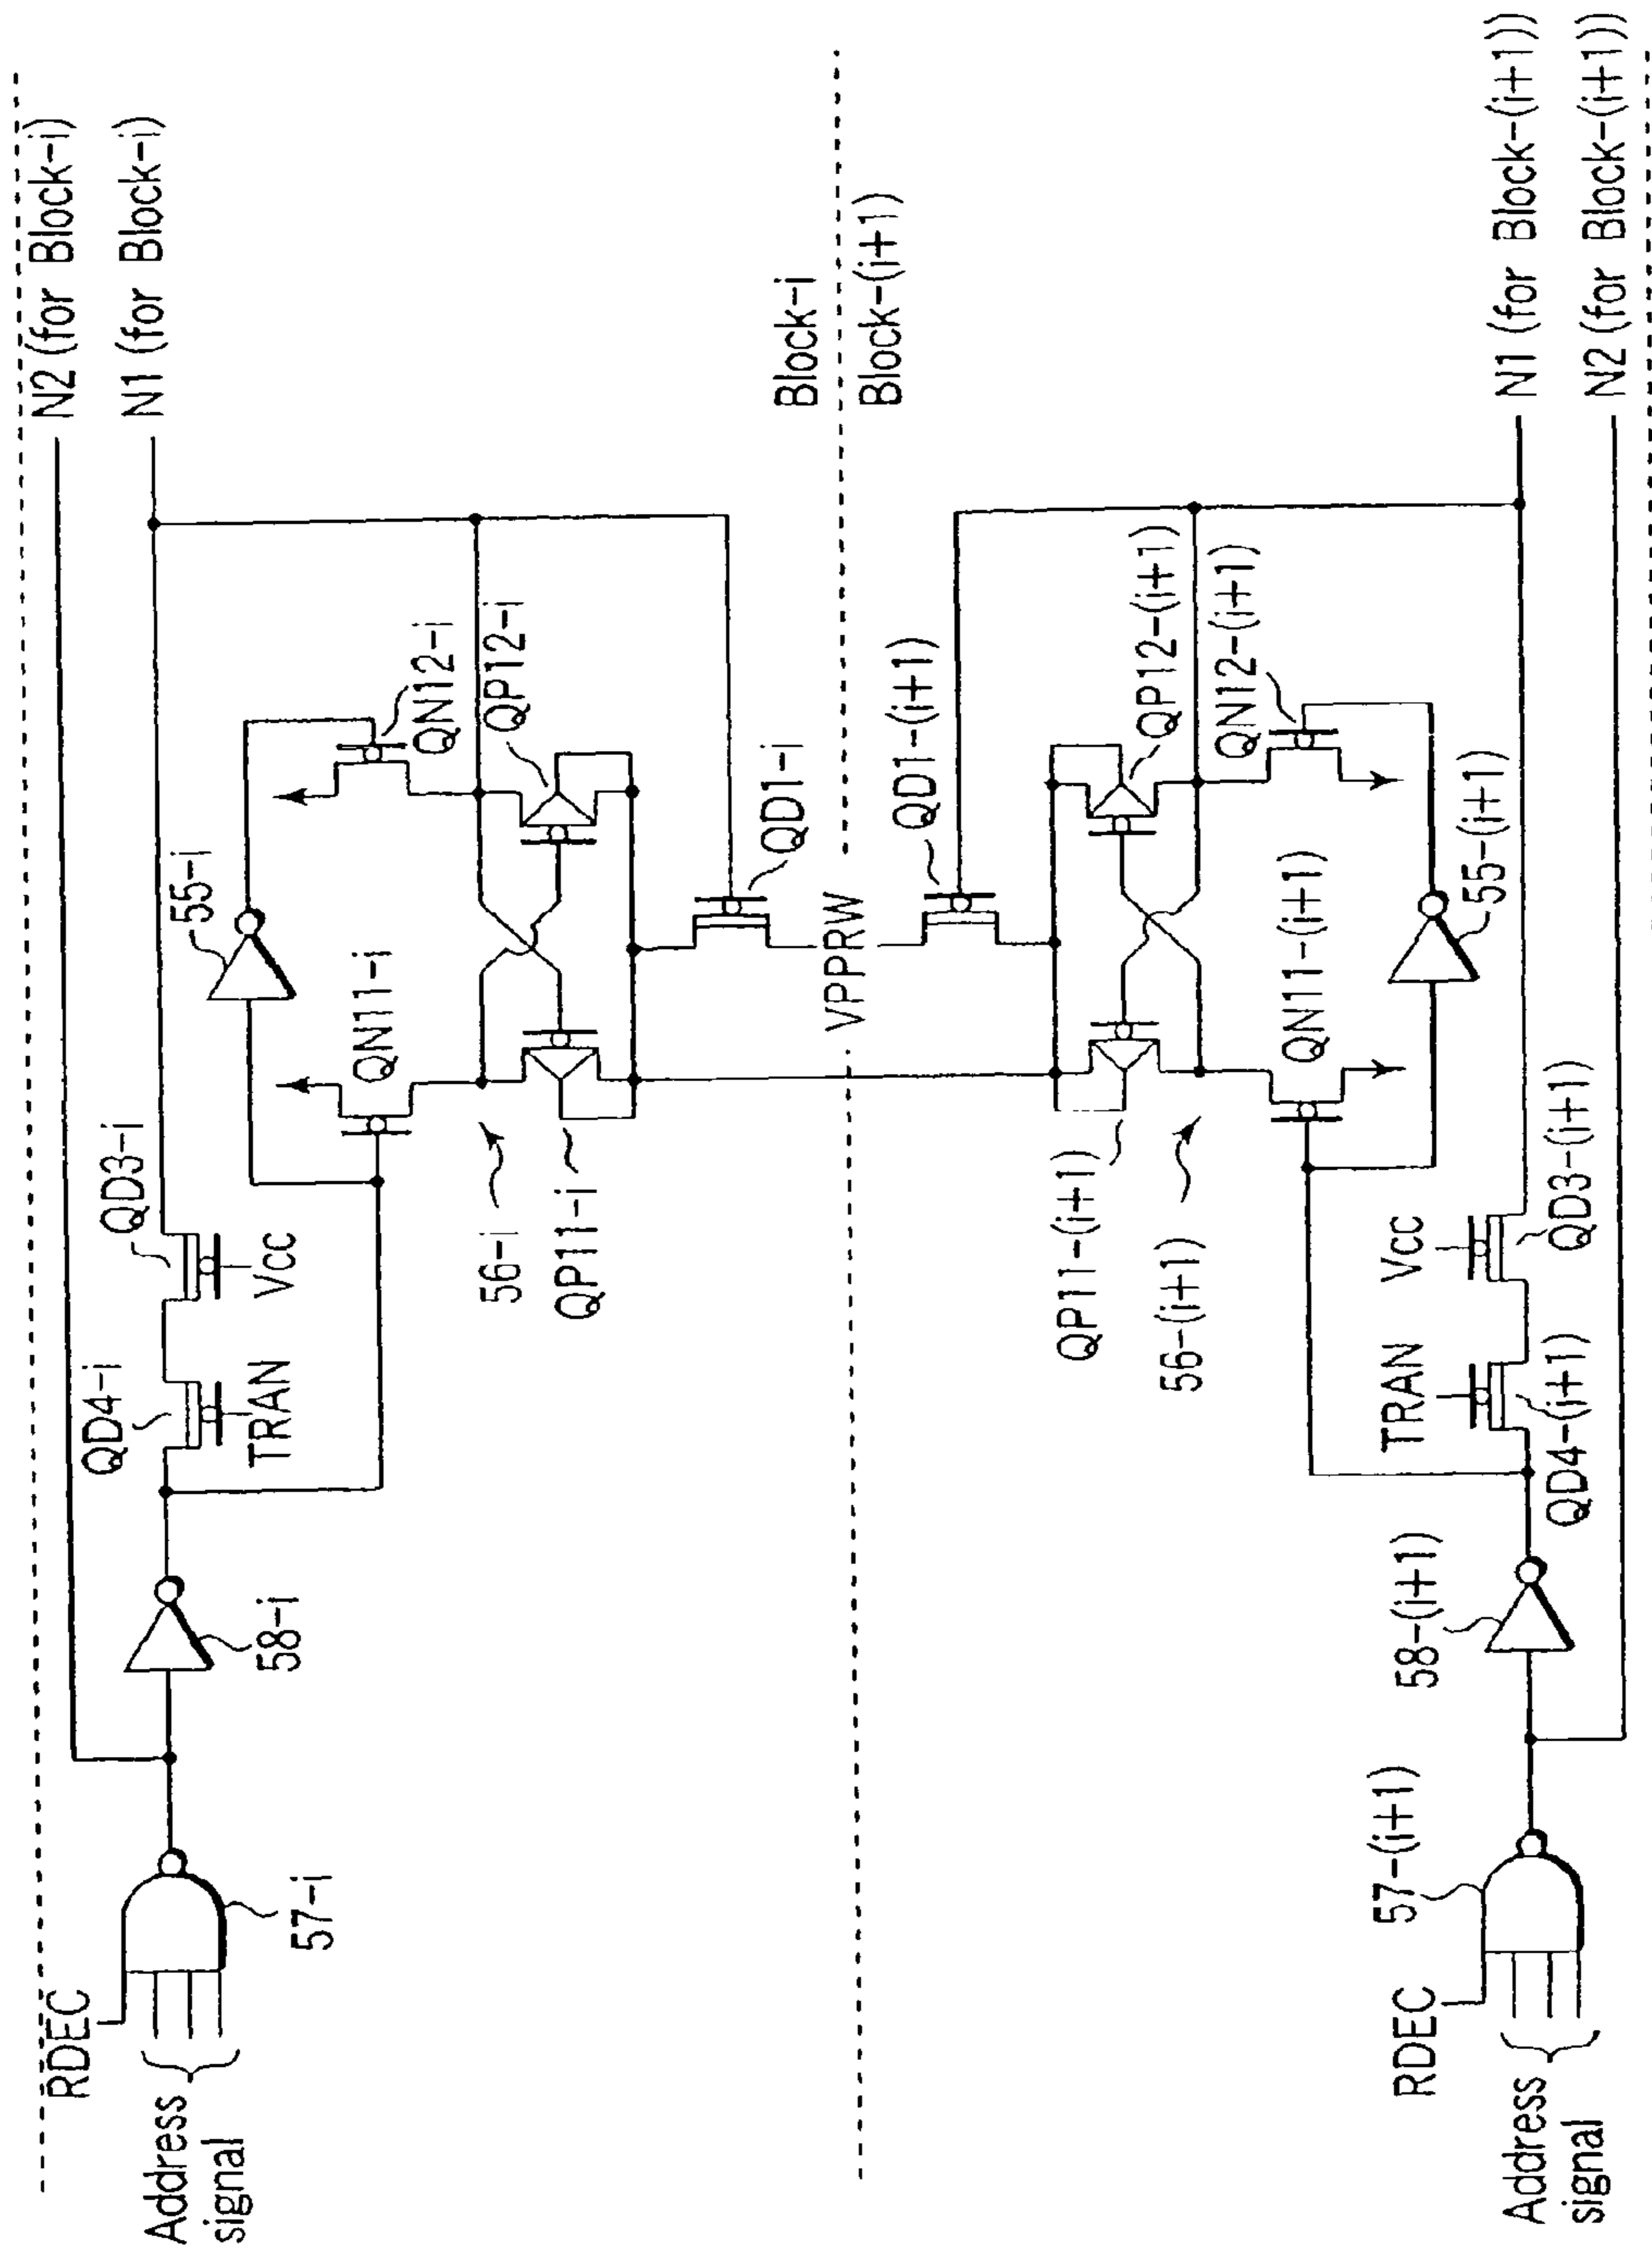 N2 (for Block-i)
N1 (for Block-i)
RDEC
Address
signal
57-i
58-i
QD4-i
TRAN
QD3-i
Vcc
55-i
QN11-i
QN12-i
56-i
QP11-i
QP12-i
QD1-i
Block-i
VPPRW
Block-(i+1)
QD1-(i+1)
QP11-(i+1)
QP12-(i+1)
56-(i+1)
QN11-(i+1)
QN12-(i+1)
55-(i+1)
TRAN
Vcc
QD4-(i+1)
QD3-(i+1)
58-(i+1)
57-(i+1)
RDEC
Address
signal
N1 (for Block-(i+1))
N2 (for Block-(i+1))